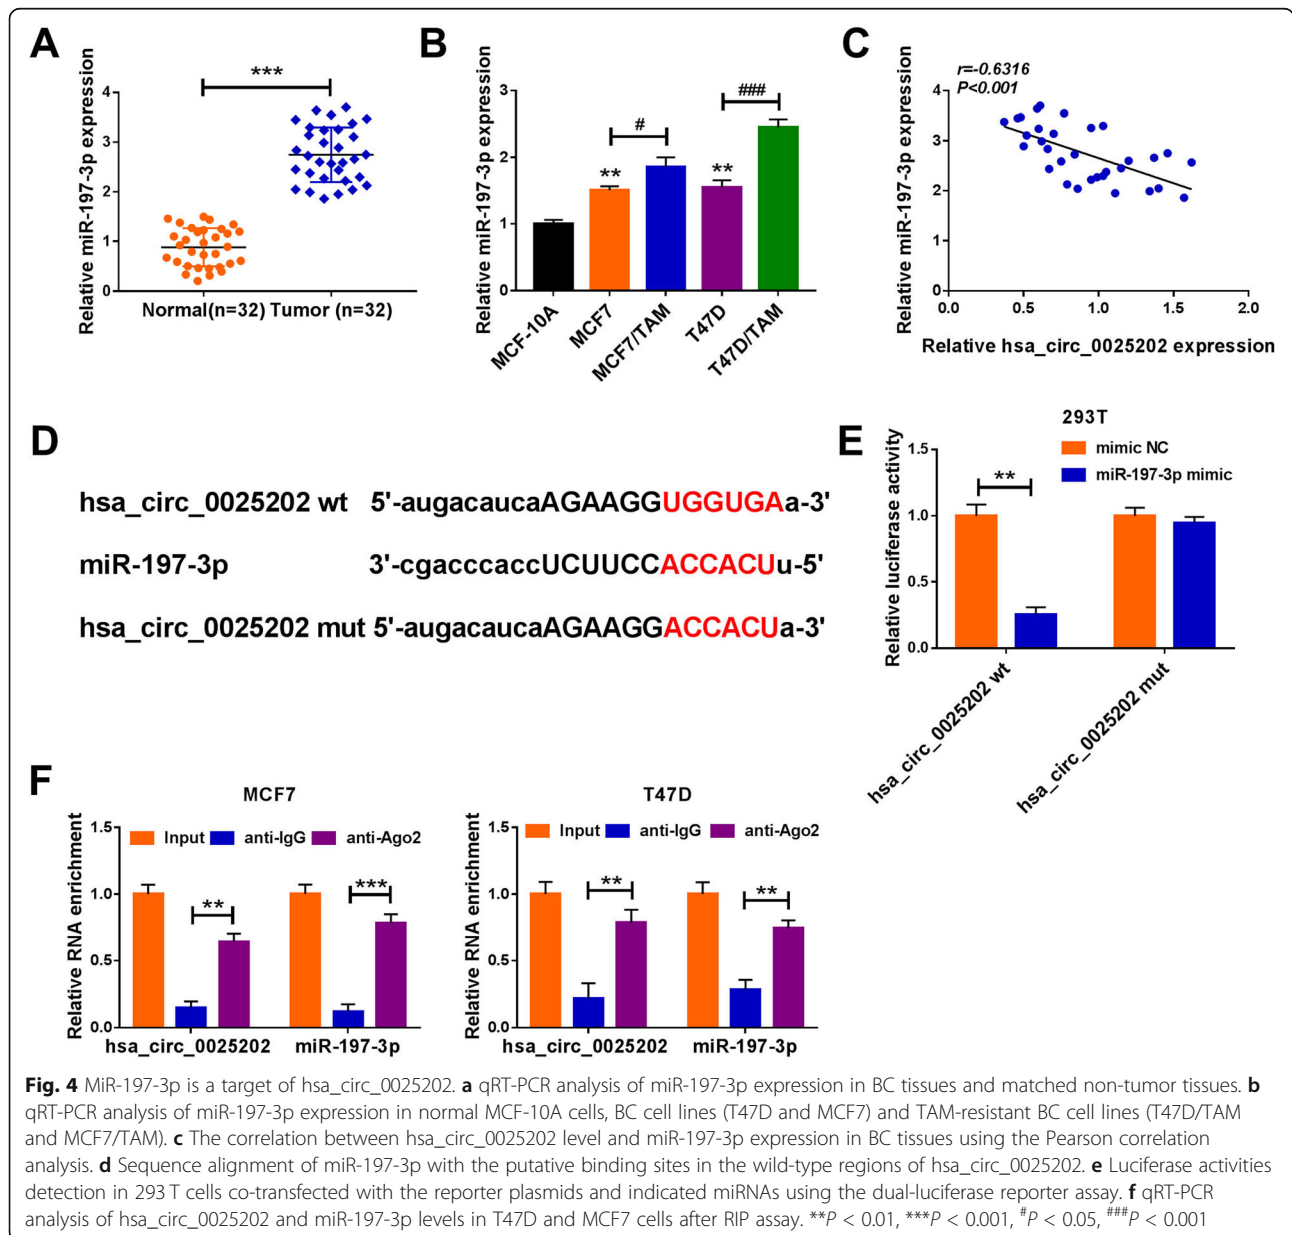 A
Relative miR-197-3p expression
4
3
2
1
0
***
Normal(n=32) Tumor (n=32)
B
Relative miR-197-3p expression
3
2
1
0
**
#
**
###
MCF-10A
MCF7
MCF7/TAM
T47D
T47D/TAM
C
r=-0.6316
P<0.001
Relative miR-197-3p expression
4
3
2
1
0
0.0 0.5 1.0 1.5 2.0
Relative hsa_circ_0025202 expression
D
hsa_circ_0025202 wt 5'-augacaucaAGAAGGUGGUGAa-3'
miR-197-3p 3'-cgacccaccUCUUCCACCACUu-5'
hsa_circ_0025202 mut 5'-augacaucaAGAAGGACCACUa-3'
E
293T
mimic NC
miR-197-3p mimic
Relative luciferase activity
1.5
1.0
0.5
0.0
**
hsa_circ_0025202 wt
hsa_circ_0025202 mut
F
MCF7
Input anti-IgG anti-Ago2
Relative RNA enrichment
1.5
1.0
0.5
0.0
**
***
hsa_circ_0025202 miR-197-3p
T47D
Input anti-IgG anti-Ago2
Relative RNA enrichment
1.5
1.0
0.5
0.0
**
**
hsa_circ_0025202 miR-197-3p
Fig. 4 MiR-197-3p is a target of hsa_circ_0025202. a qRT-PCR analysis of miR-197-3p expression in BC tissues and matched non-tumor tissues. b
qRT-PCR analysis of miR-197-3p expression in normal MCF-10A cells, BC cell lines (T47D and MCF7) and TAM-resistant BC cell lines (T47D/TAM
and MCF7/TAM). c The correlation between hsa_circ_0025202 level and miR-197-3p expression in BC tissues using the Pearson correlation
analysis. d Sequence alignment of miR-197-3p with the putative binding sites in the wild-type regions of hsa_circ_0025202. e Luciferase activities
detection in 293 T cells co-transfected with the reporter plasmids and indicated miRNAs using the dual-luciferase reporter assay. f qRT-PCR
analysis of hsa_circ_0025202 and miR-197-3p levels in T47D and MCF7 cells after RIP assay. **P < 0.01, ***P < 0.001, #P < 0.05, ###P < 0.001